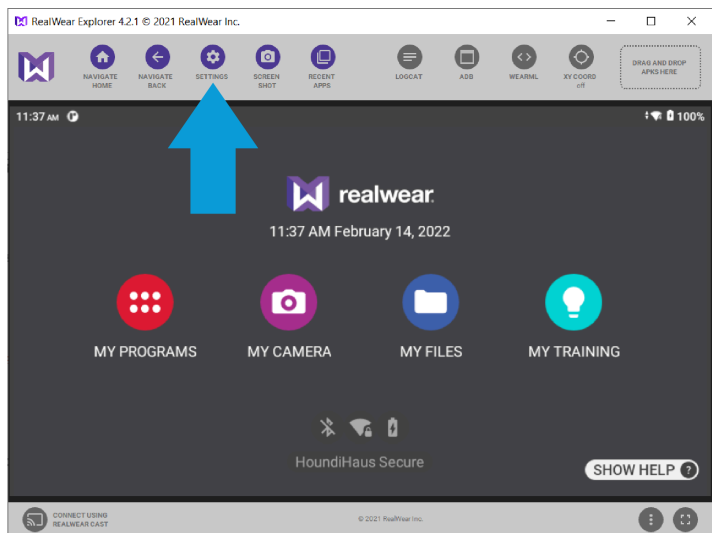 RealWear Explorer 4.2.1 © 2021 RealWear Inc.
NAVIGATE HOME
NAVIGATE BACK
SETTINGS
SCREEN SHOT
RECENT APPS
LOGCAT
ADB
WEARML
XY COORD off
DRAG AND DROP APKS HERE
11:37 AM
100%
realwear.
11:37 AM February 14, 2022
MY PROGRAMS
MY CAMERA
MY FILES
MY TRAINING
HoundiHaus Secure
SHOW HELP ?
CONNECT USING
REALWEAR CAST
© 2021 RealWear Inc.